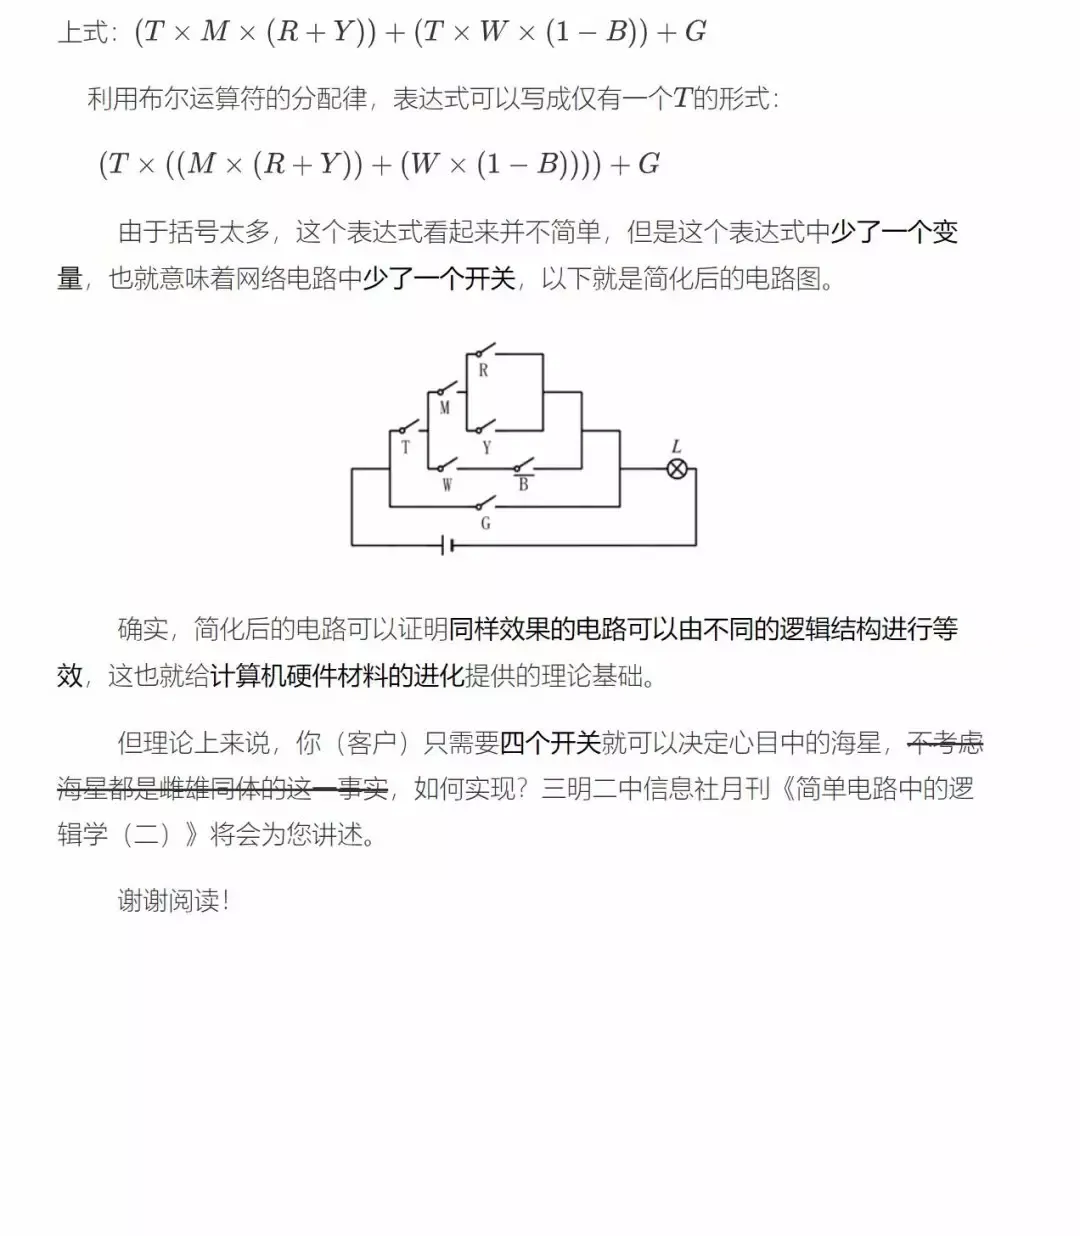 上式：(T × M × (R + Y)) + (T × W × (1 − B)) + G
利用布尔运算符的分配律，表达式可以写成仅有一个T的形式：
(T × ((M × (R + Y)) + (W × (1 − B)))) + G
由于括号太多，这个表达式看起来并不简单，但是这个表达式中少了一个变
量，也就意味着网络电路中少了一个开关，以下就是简化后的电路图。
R
M
T
Y
L
W
B̅
G
确实，简化后的电路可以证明同样效果的电路可以由不同的逻辑结构进行等
效，这也就给计算机硬件材料的进化提供的理论基础。
但理论上来说，你（客户）只需要四个开关就可以决定心目中的海星，不考虑
海星都是雌雄同体的这一事实，如何实现？三明二中信息社月刊《简单电路中的逻
辑学（二）》将会为您讲述。
谢谢阅读！